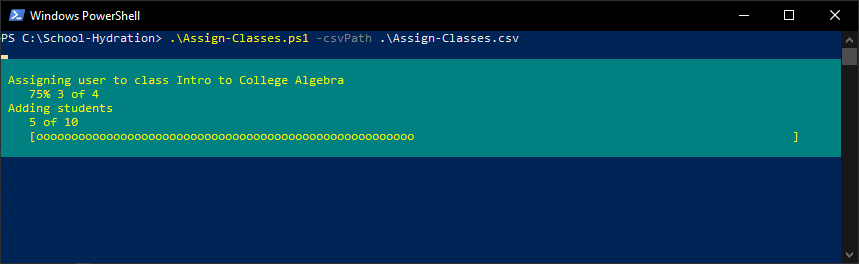 Windows PowerShell
PS C:\School-Hydration> .\Assign-Classes.ps1 -csvPath .\Assign-Classes.csv
Assigning user to class Intro to College Algebra
75% 3 of 4
Adding students
5 of 10
[oooooooooooooooooooooooooooooooooooooooooooooooooooooo                                                      ]